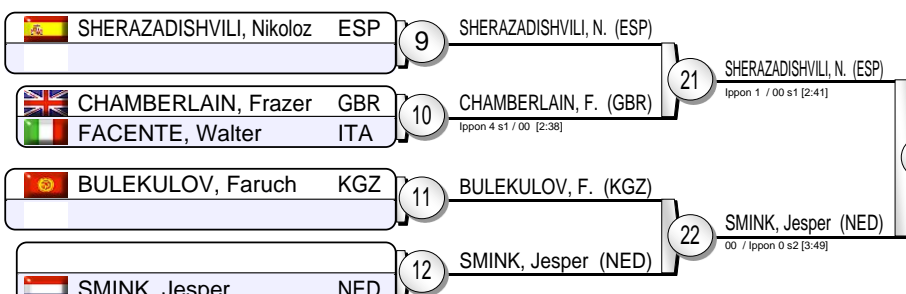 SHERAZADISHVILI, Nikoloz ESP
9
SHERAZADISHVILI, N. (ESP)
21
SHERAZADISHVILI, N. (ESP)
Ippon 1 / 00 s1 [2:41]
CHAMBERLAIN, Frazer GBR
FACENTE, Walter ITA
10
CHAMBERLAIN, F. (GBR)
Ippon 4 s1 / 00 [2:38]
BULEKULOV, Faruch KGZ
11
BULEKULOV, F. (KGZ)
22
SMINK, Jesper (NED)
00 / Ippon 0 s2 [3:49]
12
SMINK, Jesper (NED)
SMINK, Jesper NED